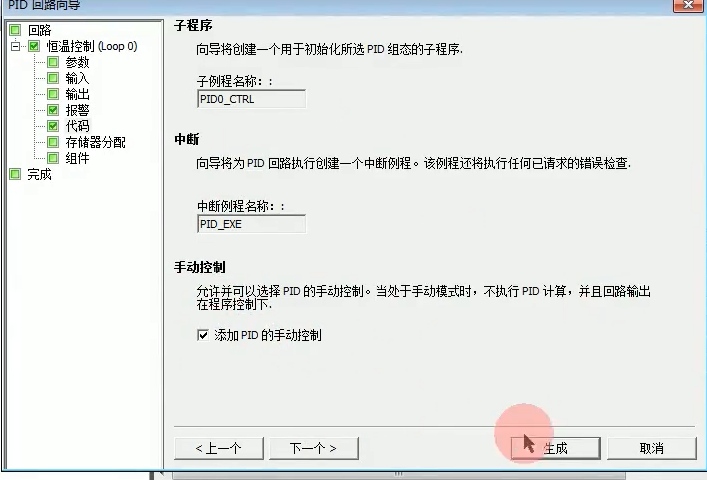 PID 回路向导
回路
恒温控制 (Loop 0)
参数
输入
输出
报警
代码
存储器分配
组件
完成
子程序
向导将创建一个用于初始化所选 PID 组态的子程序.
子例程名称: :
PID0_CTRL
中断
向导将为 PID 回路执行创建一个中断例程。该例程还将执行任何已请求的错误检查.
中断例程名称: :
PID_EXE
手动控制
允许并可以选择 PID 的手动控制。当处于手动模式时，不执行 PID 计算，并且回路输出
在程序控制下.
添加 PID 的手动控制
< 上一个
下一个 >
生成
取消